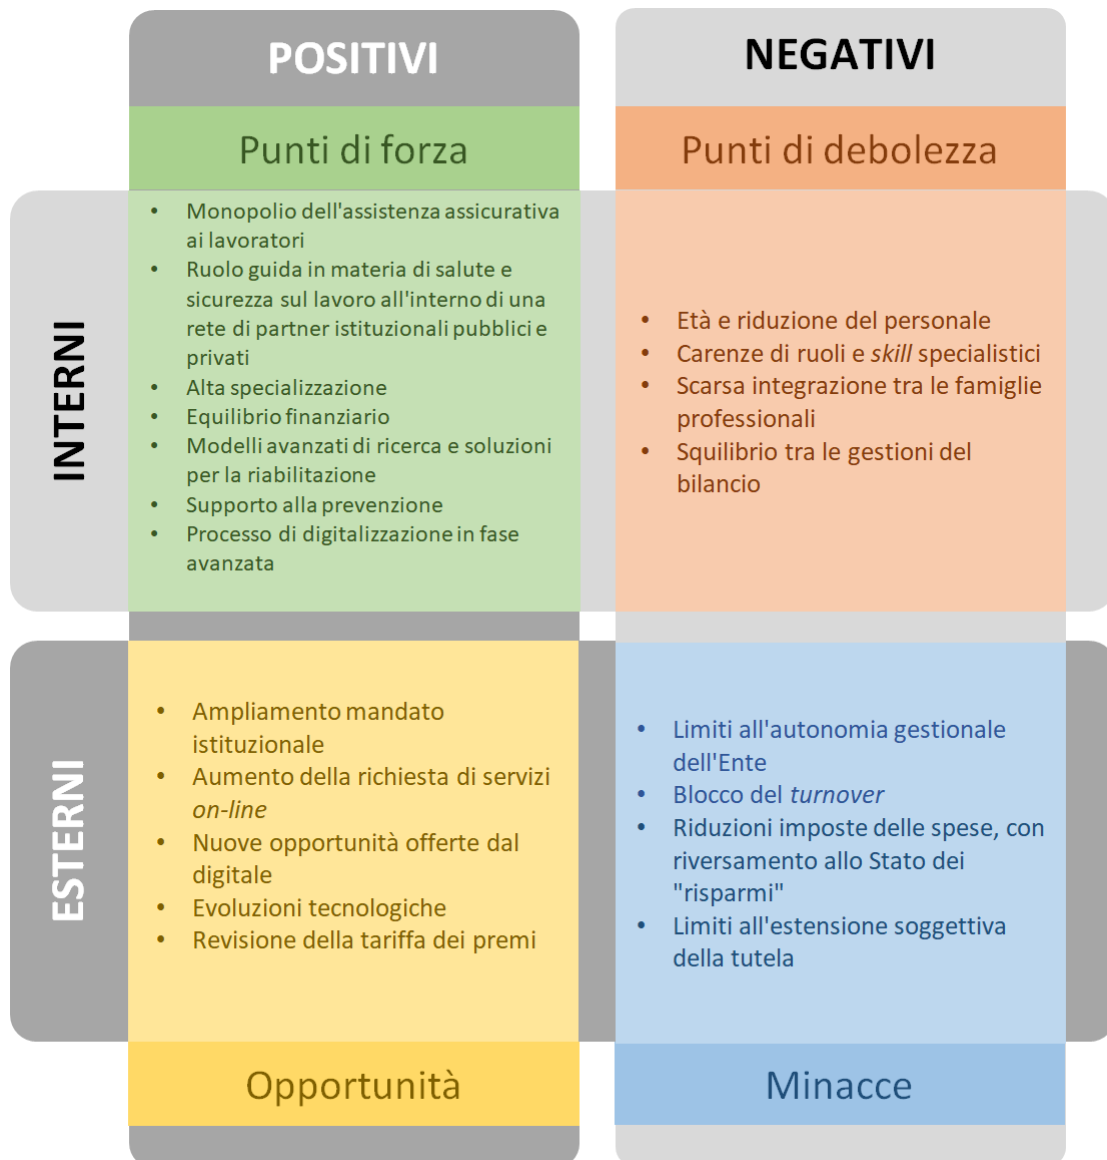 POSITIVI
NEGATIVI
Punti di forza
Punti di debolezza
INTERNI
• Monopolio dell'assistenza assicurativa
ai lavoratori
• Ruolo guida in materia di salute e
sicurezza sul lavoro all'interno di una
rete di partner istituzionali pubblici e
privati
• Alta specializzazione
• Equilibrio finanziario
• Modelli avanzati di ricerca e soluzioni
per la riabilitazione
• Supporto alla prevenzione
• Processo di digitalizzazione in fase
avanzata
• Età e riduzione del personale
• Carenze di ruoli e skill specialistici
• Scarsa integrazione tra le famiglie
professionali
• Squilibrio tra le gestioni del
bilancio
ESTERNI
• Ampliamento mandato
istituzionale
• Aumento della richiesta di servizi
on-line
• Nuove opportunità offerte dal
digitale
• Evoluzioni tecnologiche
• Revisione della tariffa dei premi
• Limiti all'autonomia gestionale
dell'Ente
• Blocco del turnover
• Riduzioni imposte delle spese, con
riversamento allo Stato dei
"risparmi"
• Limiti all'estensione soggettiva
della tutela
Opportunità
Minacce